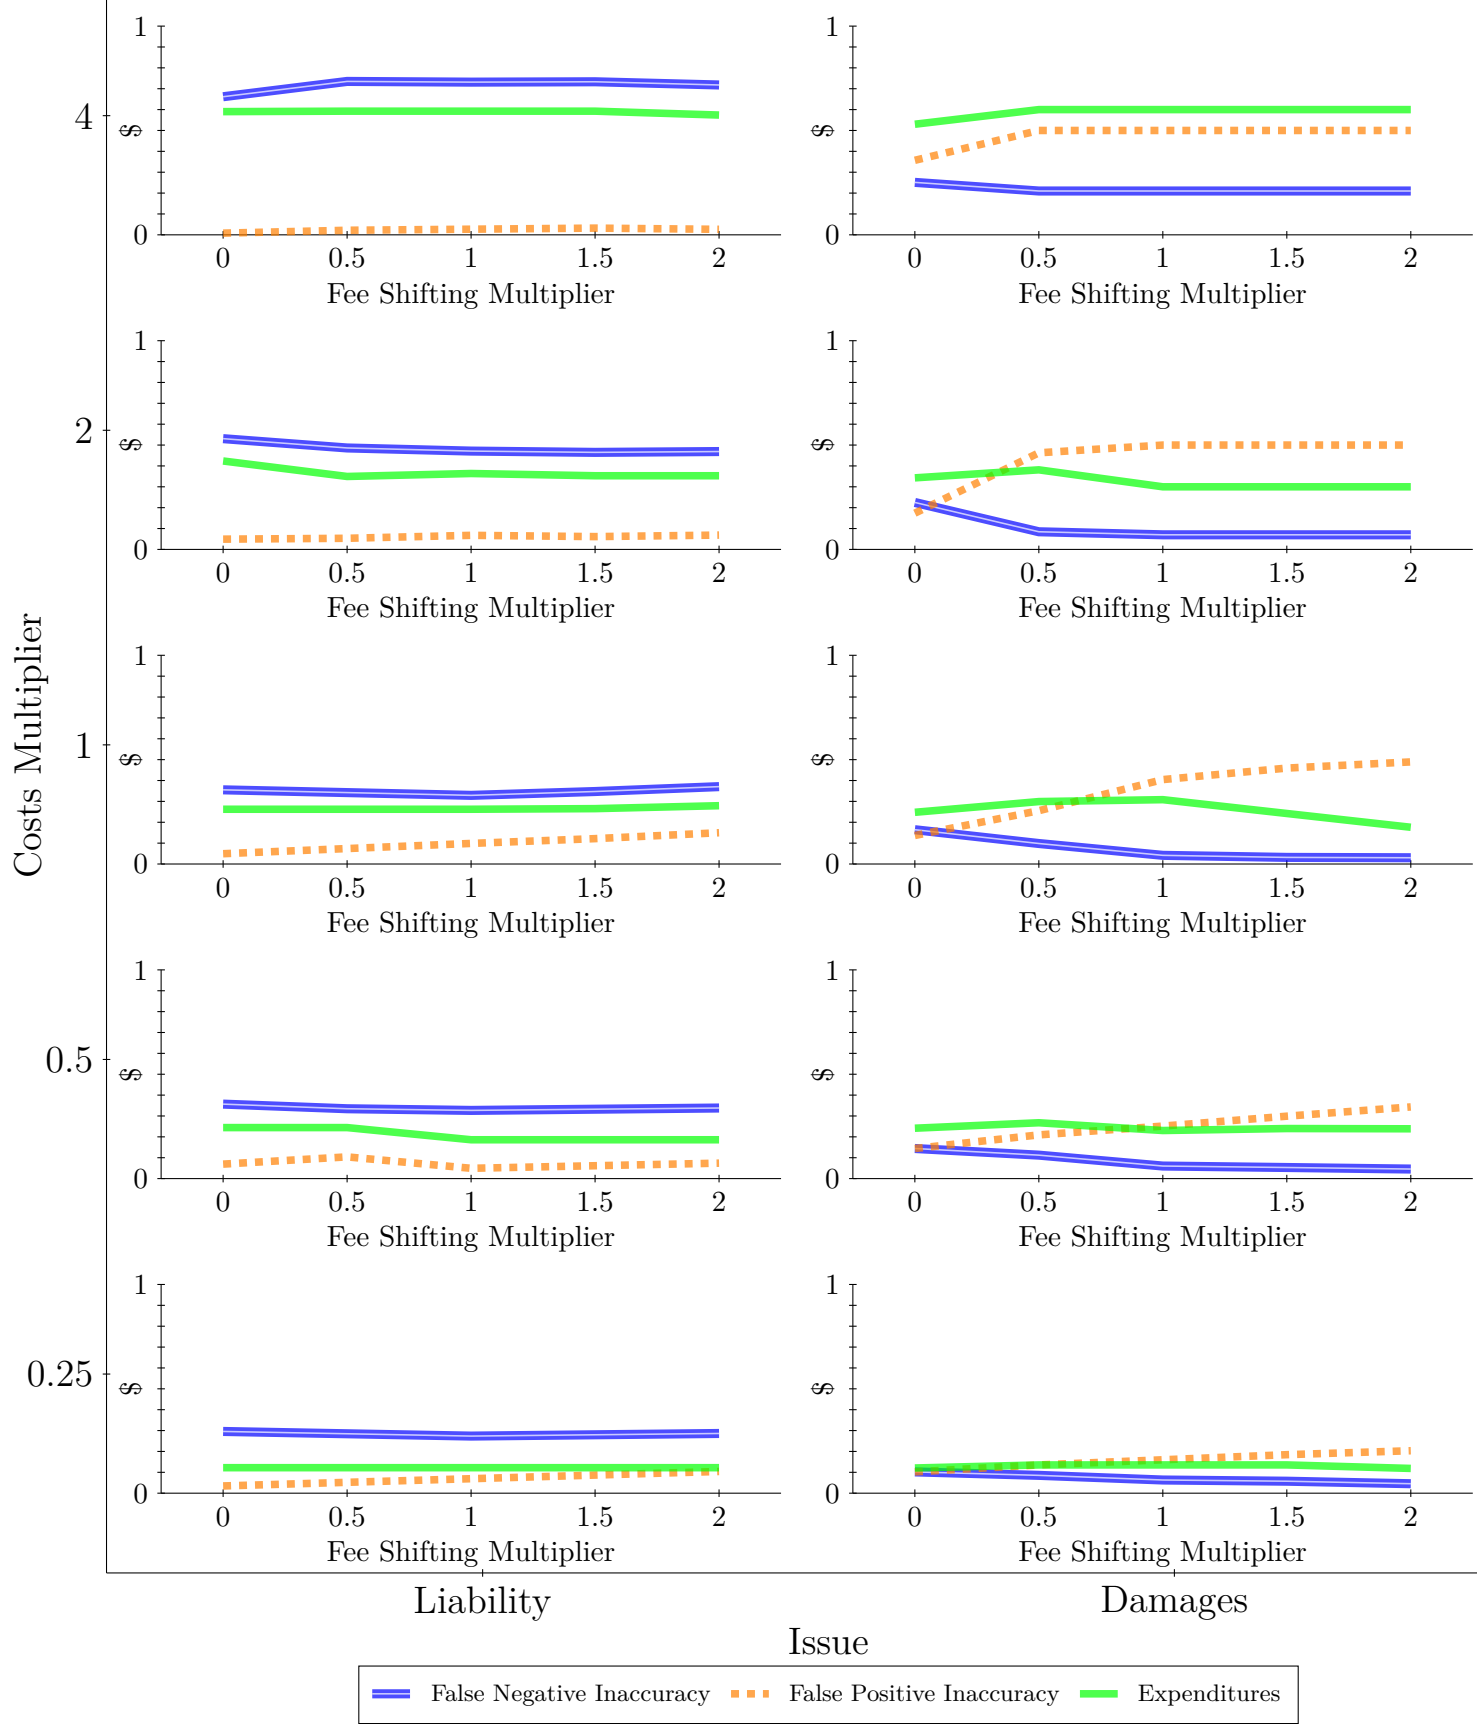 Costs Multiplier
4
1
$
0
0 0.5 1 1.5 2
Fee Shifting Multiplier
1
$
0
0 0.5 1 1.5 2
Fee Shifting Multiplier
2
1
$
0
0 0.5 1 1.5 2
Fee Shifting Multiplier
1
$
0
0 0.5 1 1.5 2
Fee Shifting Multiplier
1
1
$
0
0 0.5 1 1.5 2
Fee Shifting Multiplier
1
$
0
0 0.5 1 1.5 2
Fee Shifting Multiplier
0.5
1
$
0
0 0.5 1 1.5 2
Fee Shifting Multiplier
1
$
0
0 0.5 1 1.5 2
Fee Shifting Multiplier
0.25
1
$
0
0 0.5 1 1.5 2
Fee Shifting Multiplier
1
$
0
0 0.5 1 1.5 2
Fee Shifting Multiplier
Liability Damages
Issue
False Negative Inaccuracy False Positive Inaccuracy Expenditures